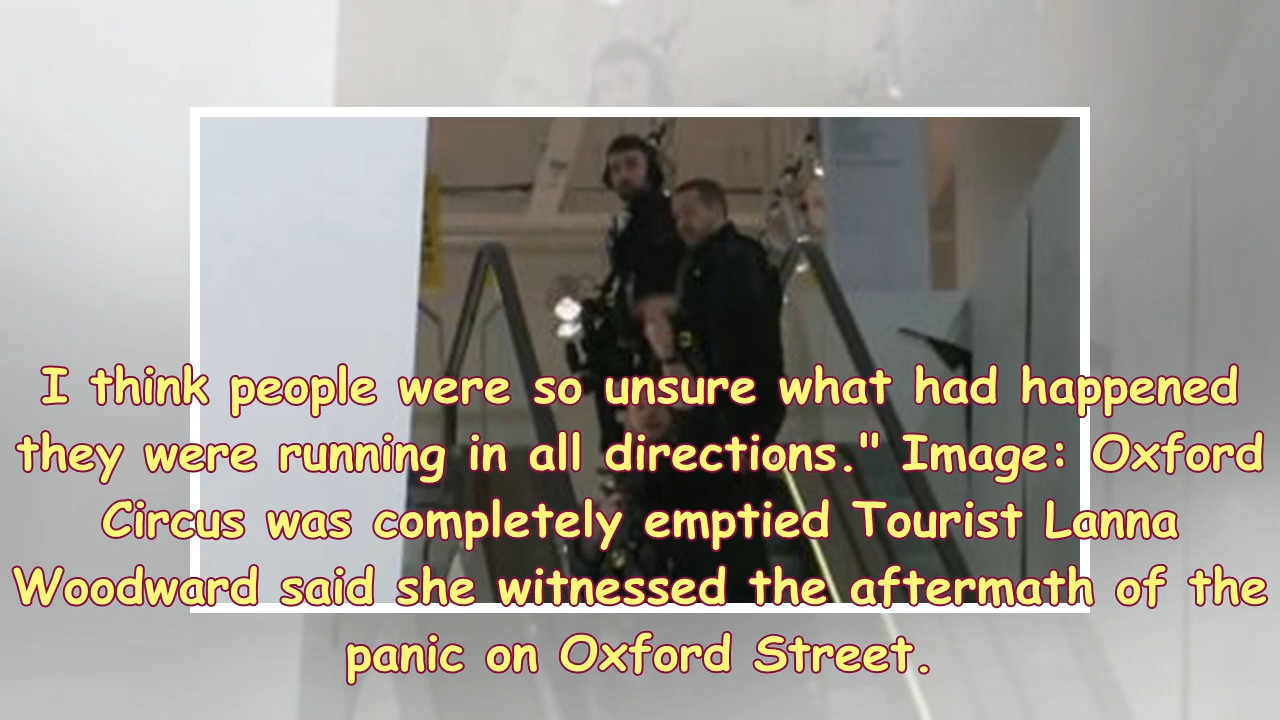 I think people were so unsure what had happened
they were running in all directions." Image: Oxford
Circus was completely emptied Tourist Lanna
Woodward said she witnessed the aftermath of the
panic on Oxford Street.